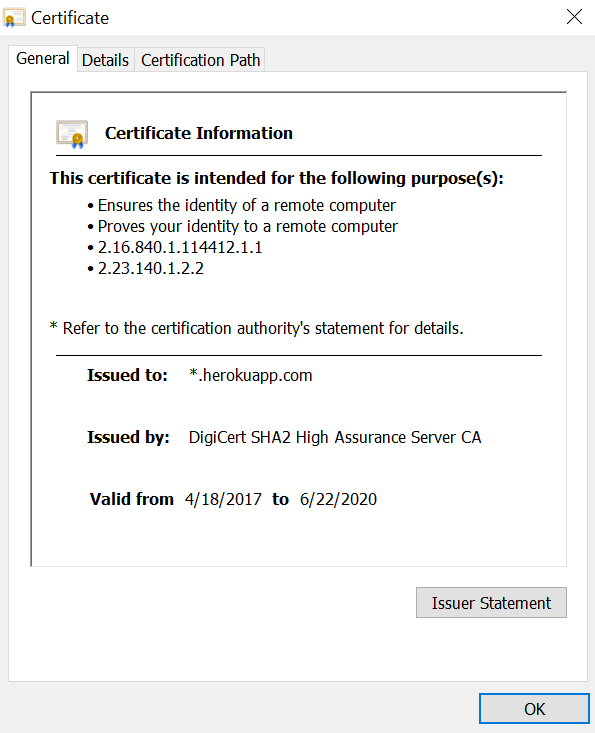 Certificate
General Details Certification Path
Certificate Information
This certificate is intended for the following purpose(s):
• Ensures the identity of a remote computer
• Proves your identity to a remote computer
• 2.16.840.1.114412.1.1
• 2.23.140.1.2.2
* Refer to the certification authority's statement for details.
Issued to: *.herokuapp.com
Issued by: DigiCert SHA2 High Assurance Server CA
Valid from 4/18/2017 to 6/22/2020
Issuer Statement
OK